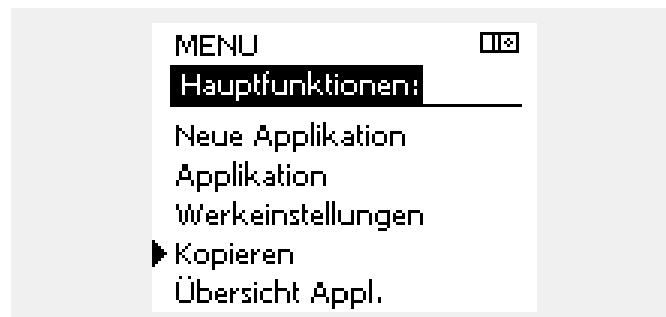 MENU
Hauptfunktionen:
Neue Applikation
Applikation
Werkeinstellungen
Kopieren
Übersicht Appl.